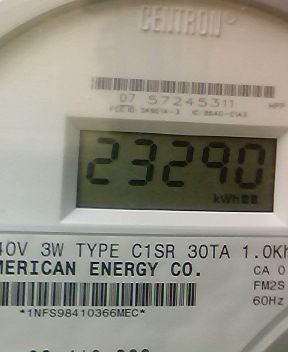 CENTRON®
07 57245311
23290
kWh
40V 3W TYPE C1SR 30TA 1.0Kh
MERICAN ENERGY CO.
CA 0
FM2S
60Hz
*1NFS98410366MEC*